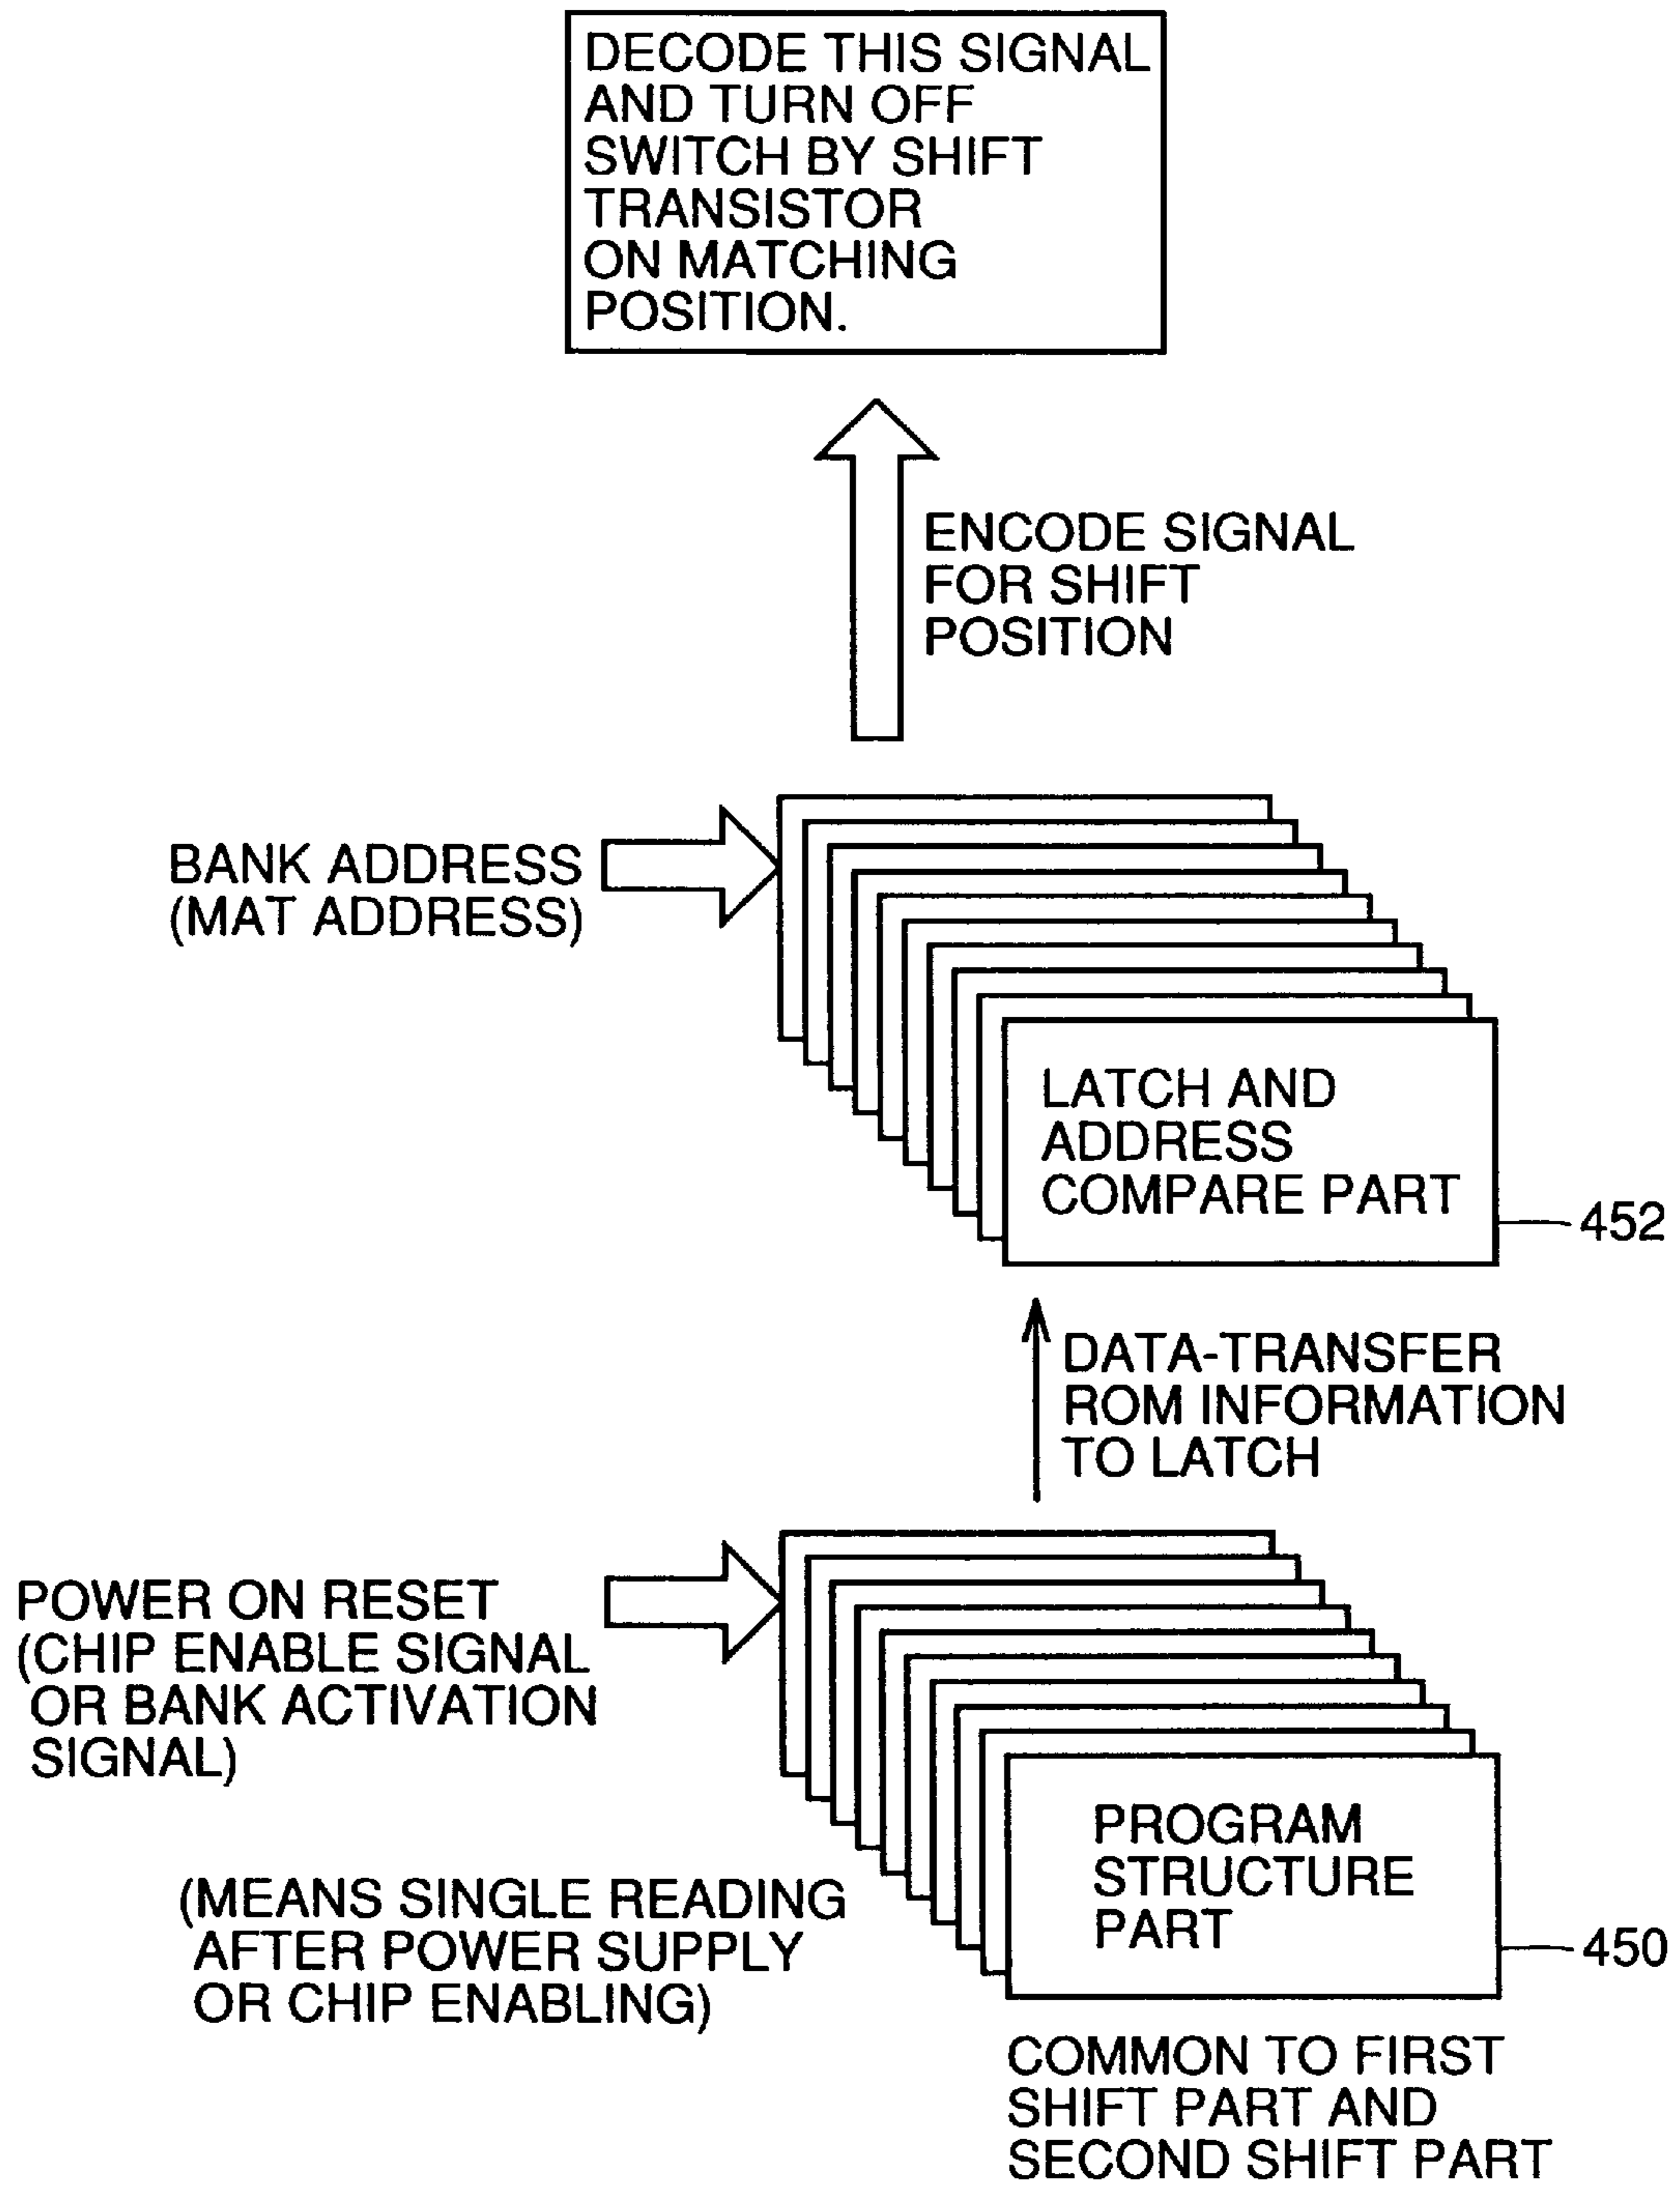 DECODE THIS SIGNAL
AND TURN OFF
SWITCH BY SHIFT
TRANSISTOR
ON MATCHING
POSITION.
ENCODE SIGNAL
FOR SHIFT
POSITION
BANK ADDRESS
(MAT ADDRESS)
LATCH AND
ADDRESS
COMPARE PART
452
DATA-TRANSFER
ROM INFORMATION
TO LATCH
POWER ON RESET
(CHIP ENABLE SIGNAL
OR BANK ACTIVATION
SIGNAL)
PROGRAM
STRUCTURE
PART
450
(MEANS SINGLE READING
AFTER POWER SUPPLY
OR CHIP ENABLING)
COMMON TO FIRST
SHIFT PART AND
SECOND SHIFT PART